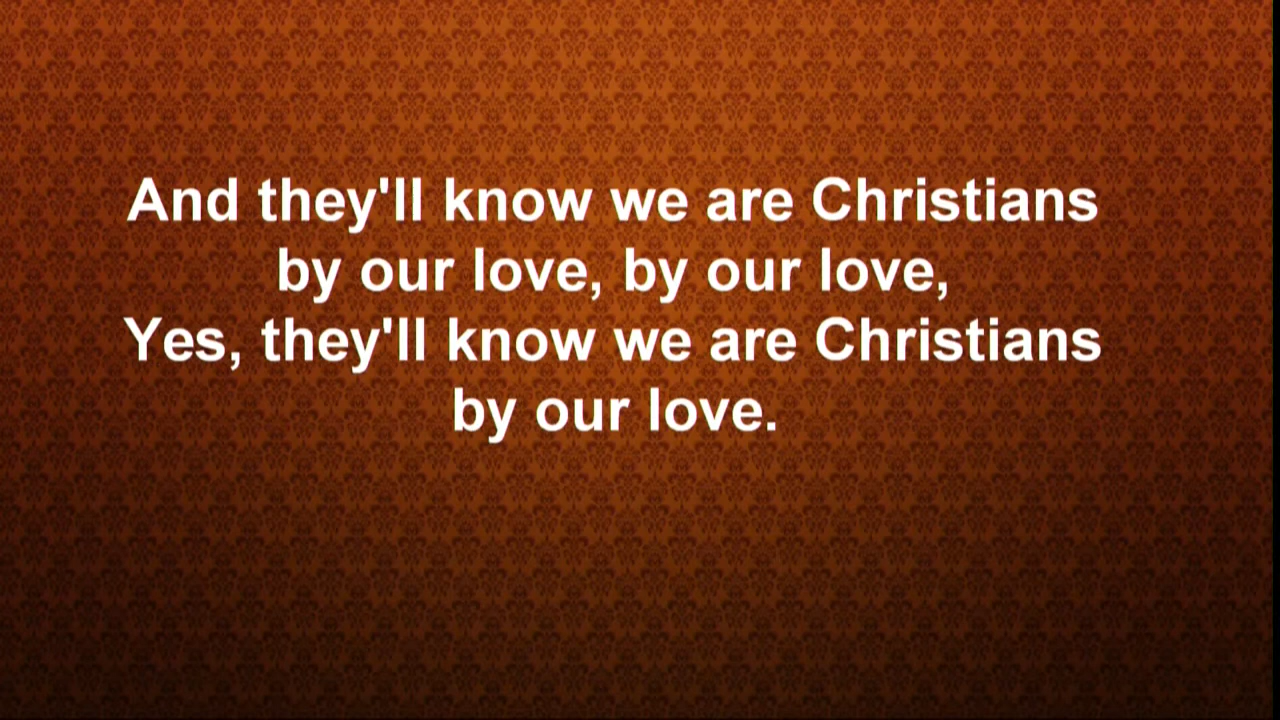 And they'll know we are Christians
by our love, by our love,
Yes, they'll know we are Christians
by our love.